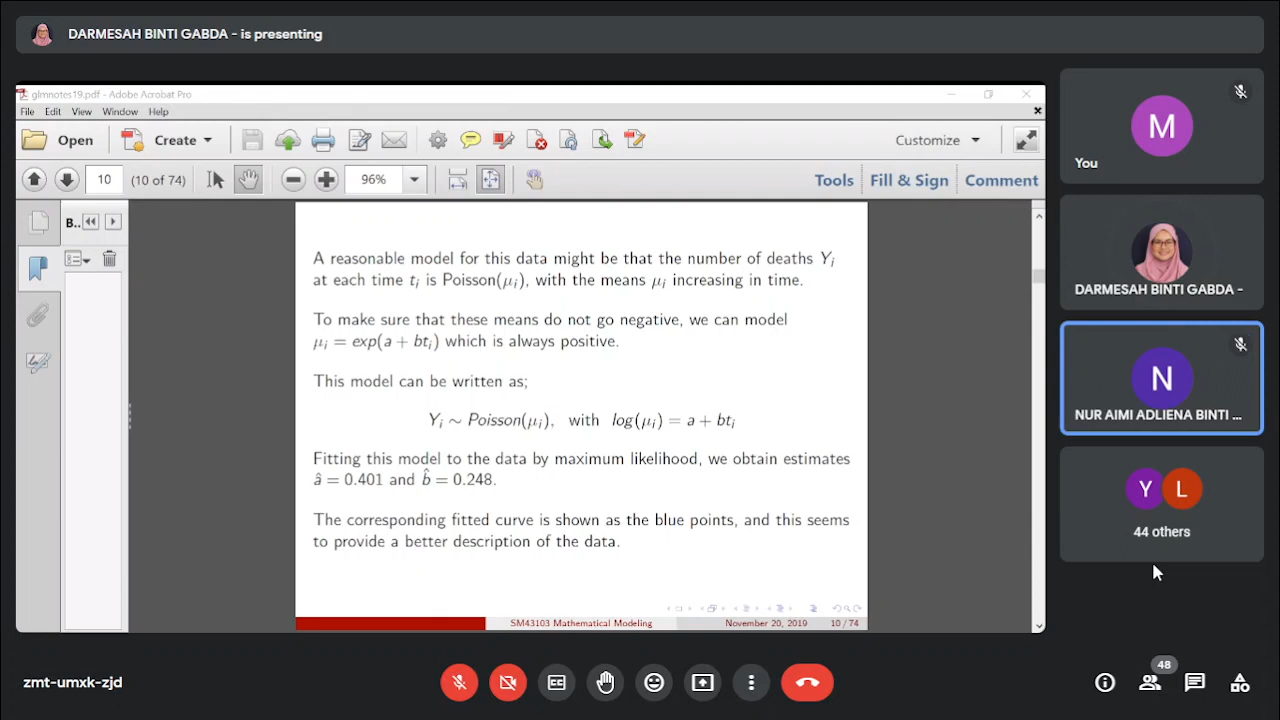 DARMESAH BINTI GABDA - is presenting
glmnotes19.pdf - Adobe Acrobat Pro
File Edit View Window Help
Open Create Customize
10 (10 of 74) 96% Tools Fill & Sign Comment
B..
A reasonable model for this data might be that the number of deaths Yᵢ
at each time tᵢ is Poisson(μᵢ), with the means μᵢ increasing in time.
To make sure that these means do not go negative, we can model
μᵢ = exp(a + btᵢ) which is always positive.
This model can be written as;
Yᵢ ~ Poisson(μᵢ), with log(μᵢ) = a + btᵢ
Fitting this model to the data by maximum likelihood, we obtain estimates
â = 0.401 and b̂ = 0.248.
The corresponding fitted curve is shown as the blue points, and this seems
to provide a better description of the data.
SM43103 Mathematical Modeling November 20, 2019 10 / 74
M
You
DARMESAH BINTI GABDA -
N
NUR AIMI ADLIENA BINTI ...
Y L
44 others
zmt-umxk-zjd
48